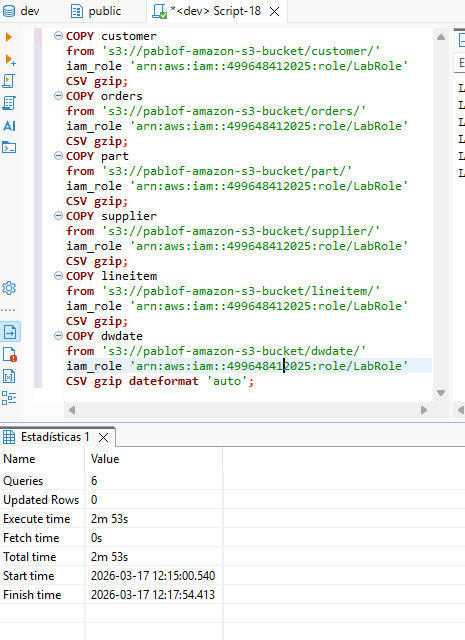 dev public *<dev> Script-18
COPY customer
from 's3://pablof-amazon-s3-bucket/customer/'
iam_role 'arn:aws:iam::499648412025:role/LabRole'
CSV gzip;
COPY orders
from 's3://pablof-amazon-s3-bucket/orders/'
iam_role 'arn:aws:iam::499648412025:role/LabRole'
CSV gzip;
COPY part
from 's3://pablof-amazon-s3-bucket/part/'
iam_role 'arn:aws:iam::499648412025:role/LabRole'
CSV gzip;
COPY supplier
from 's3://pablof-amazon-s3-bucket/supplier/'
iam_role 'arn:aws:iam::499648412025:role/LabRole'
CSV gzip;
COPY lineitem
from 's3://pablof-amazon-s3-bucket/lineitem/'
iam_role 'arn:aws:iam::499648412025:role/LabRole'
CSV gzip;
COPY dwdate
from 's3://pablof-amazon-s3-bucket/dwdate/'
iam_role 'arn:aws:iam::499648412025:role/LabRole'
CSV gzip dateformat 'auto';
AI
Estadísticas 1
Name Value
Queries 6
Updated Rows 0
Execute time 2m 53s
Fetch time 0s
Total time 2m 53s
Start time 2026-03-17 12:15:00.540
Finish time 2026-03-17 12:17:54.413